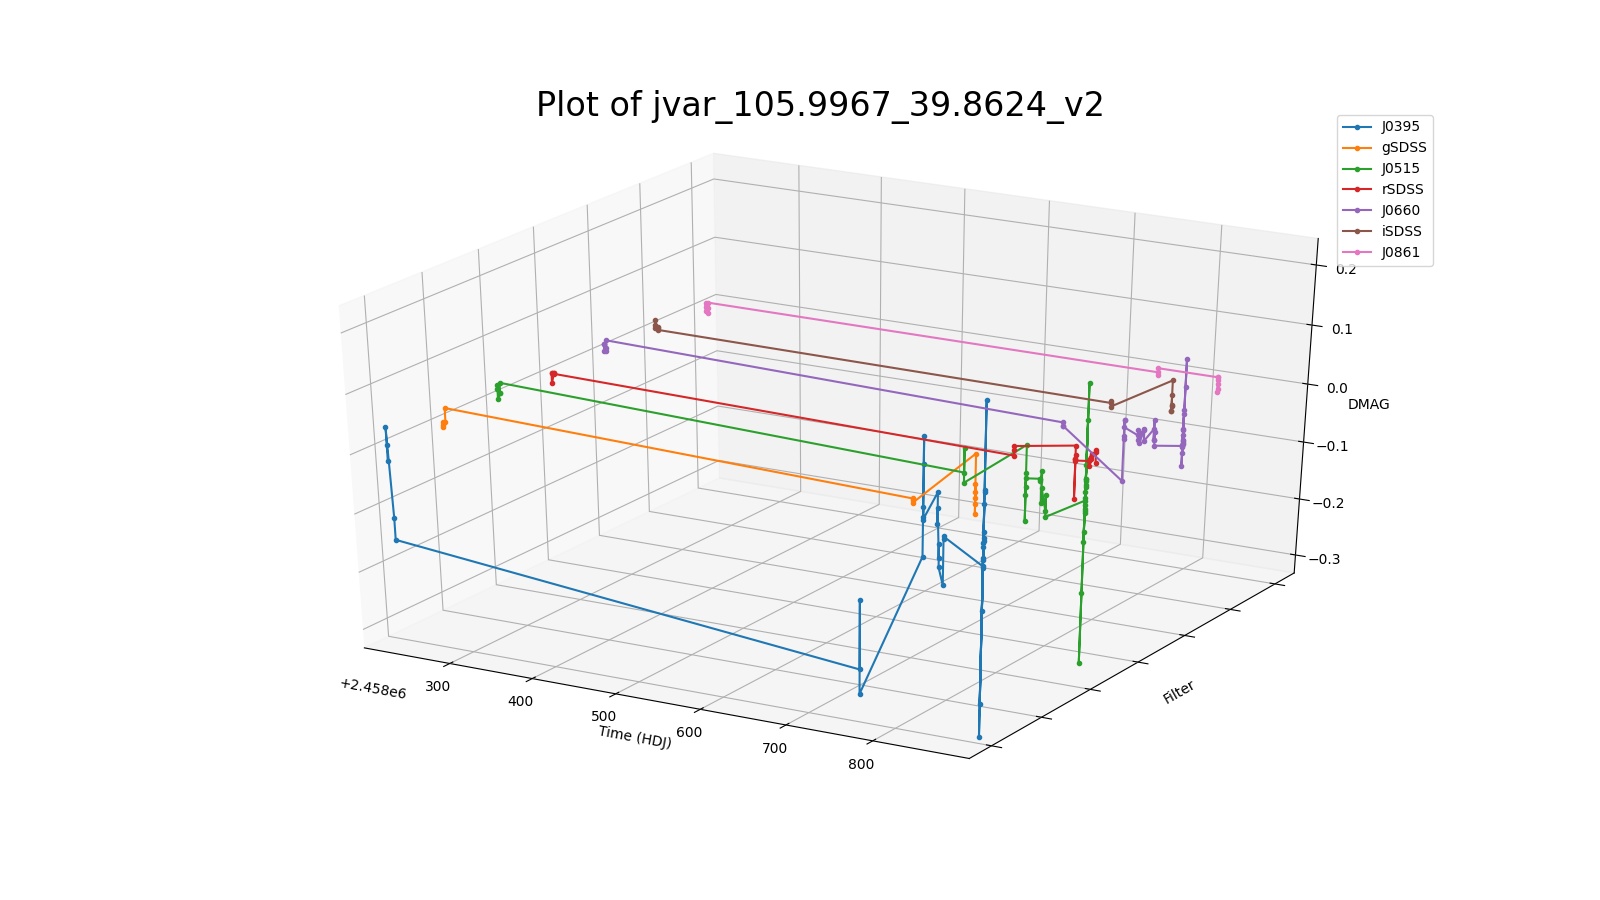 Plot of jvar_105.9967_39.8624_v2
J0395
gSDSS
J0515
rSDSS
J0660
iSDSS
J0861
0.2
0.1
0.0
DMAG
−0.1
−0.2
−0.3
Filter
+2.458e6
300
400
500
600
700
800
Time (HDJ)